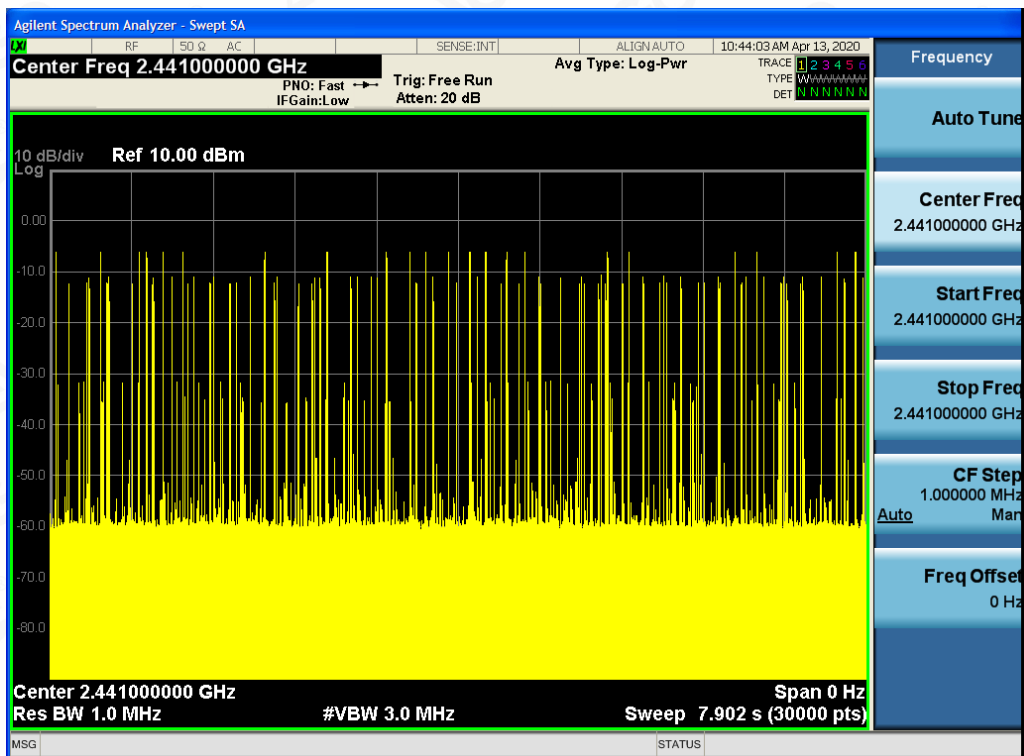 Agilent Spectrum Analyzer - Swept SA
LXI RF 50 Ω AC SENSE:INT ALIGNAUTO 10:44:03 AM Apr 13, 2020
Center Freq 2.441000000 GHz
PNO: Fast
IFGain:Low
Trig: Free Run
Atten: 20 dB
Avg Type: Log-Pwr
TRACE 1 2 3 4 5 6
TYPE WWWWWW
DET N N N N N N
10 dB/div Ref 10.00 dBm
Log
0.00
-10.0
-20.0
-30.0
-40.0
-50.0
-60.0
-70.0
-80.0
Center 2.441000000 GHz Span 0 Hz
Res BW 1.0 MHz #VBW 3.0 MHz Sweep 7.902 s (30000 pts)
MSG STATUS
Frequency
Auto Tune
Center Freq
2.441000000 GHz
Start Freq
2.441000000 GHz
Stop Freq
2.441000000 GHz
CF Step
1.000000 MHz
Auto Man
Freq Offset
0 Hz